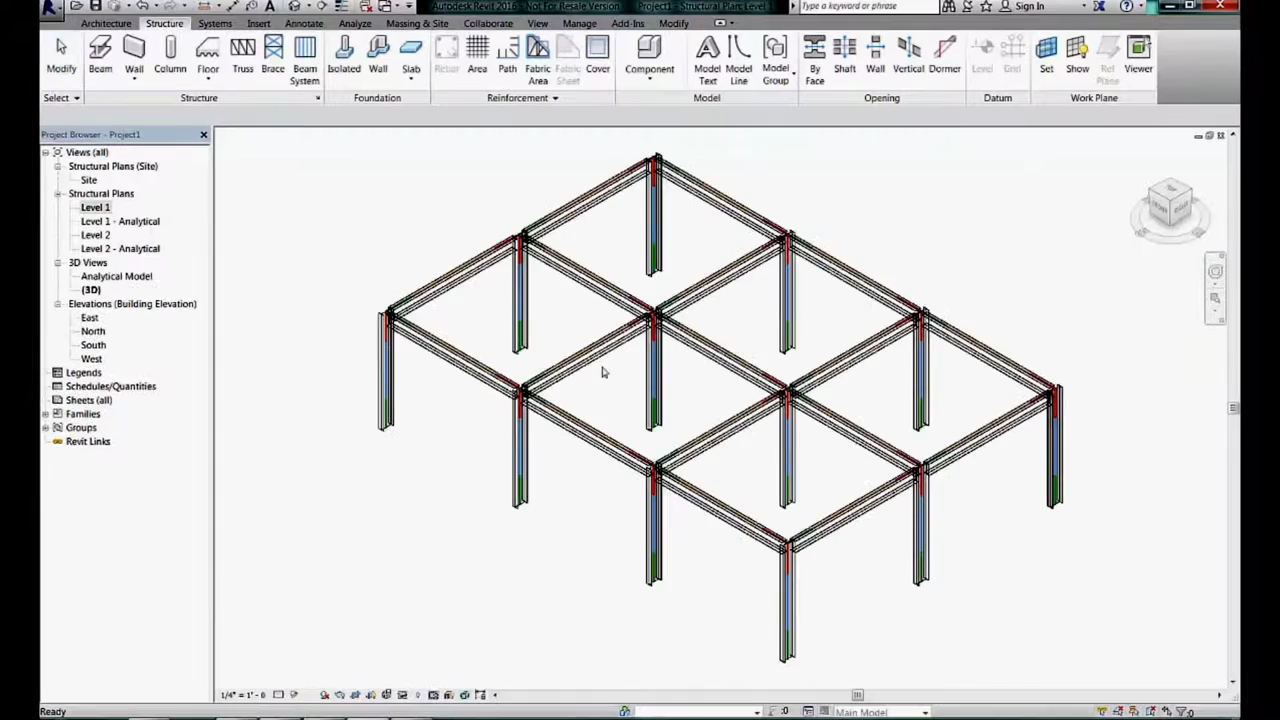 Autodesk Revit 2016 - Not For Resale Version - Project1 - Structural Plan: Level 1
Type a keyword or phrase
Sign In
Architecture Structure Systems Insert Annotate Analyze Massing & Site Collaborate View Manage Add-Ins Modify
Modify Beam Wall Column Floor Truss Brace Beam System Isolated Wall Slab Rebar Area Path Fabric Area Fabric Sheet Cover Component Model Text Model Line Model Group By Face Shaft Wall Vertical Dormer Level Grid Set Show Ref Plane Viewer
Select Structure Foundation Reinforcement Model Opening Datum Work Plane
Project Browser - Project1
Views (all)
Structural Plans (Site)
Site
Structural Plans
Level 1
Level 1 - Analytical
Level 2
Level 2 - Analytical
3D Views
Analytical Model
{3D}
Elevations (Building Elevation)
East
North
South
West
Legends
Schedules/Quantities
Sheets (all)
Families
Groups
Revit Links
1/4" = 1'-0
Ready
:0
Main Model
:0